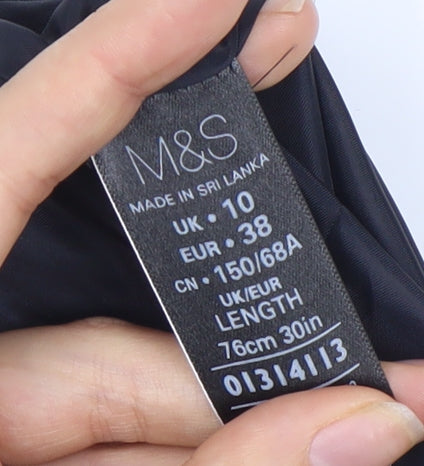 M&S
MADE IN SRI LANKA
UK • 10
EUR • 38
CN • 150/68A
UK/EUR
LENGTH
76cm 30in
01314113